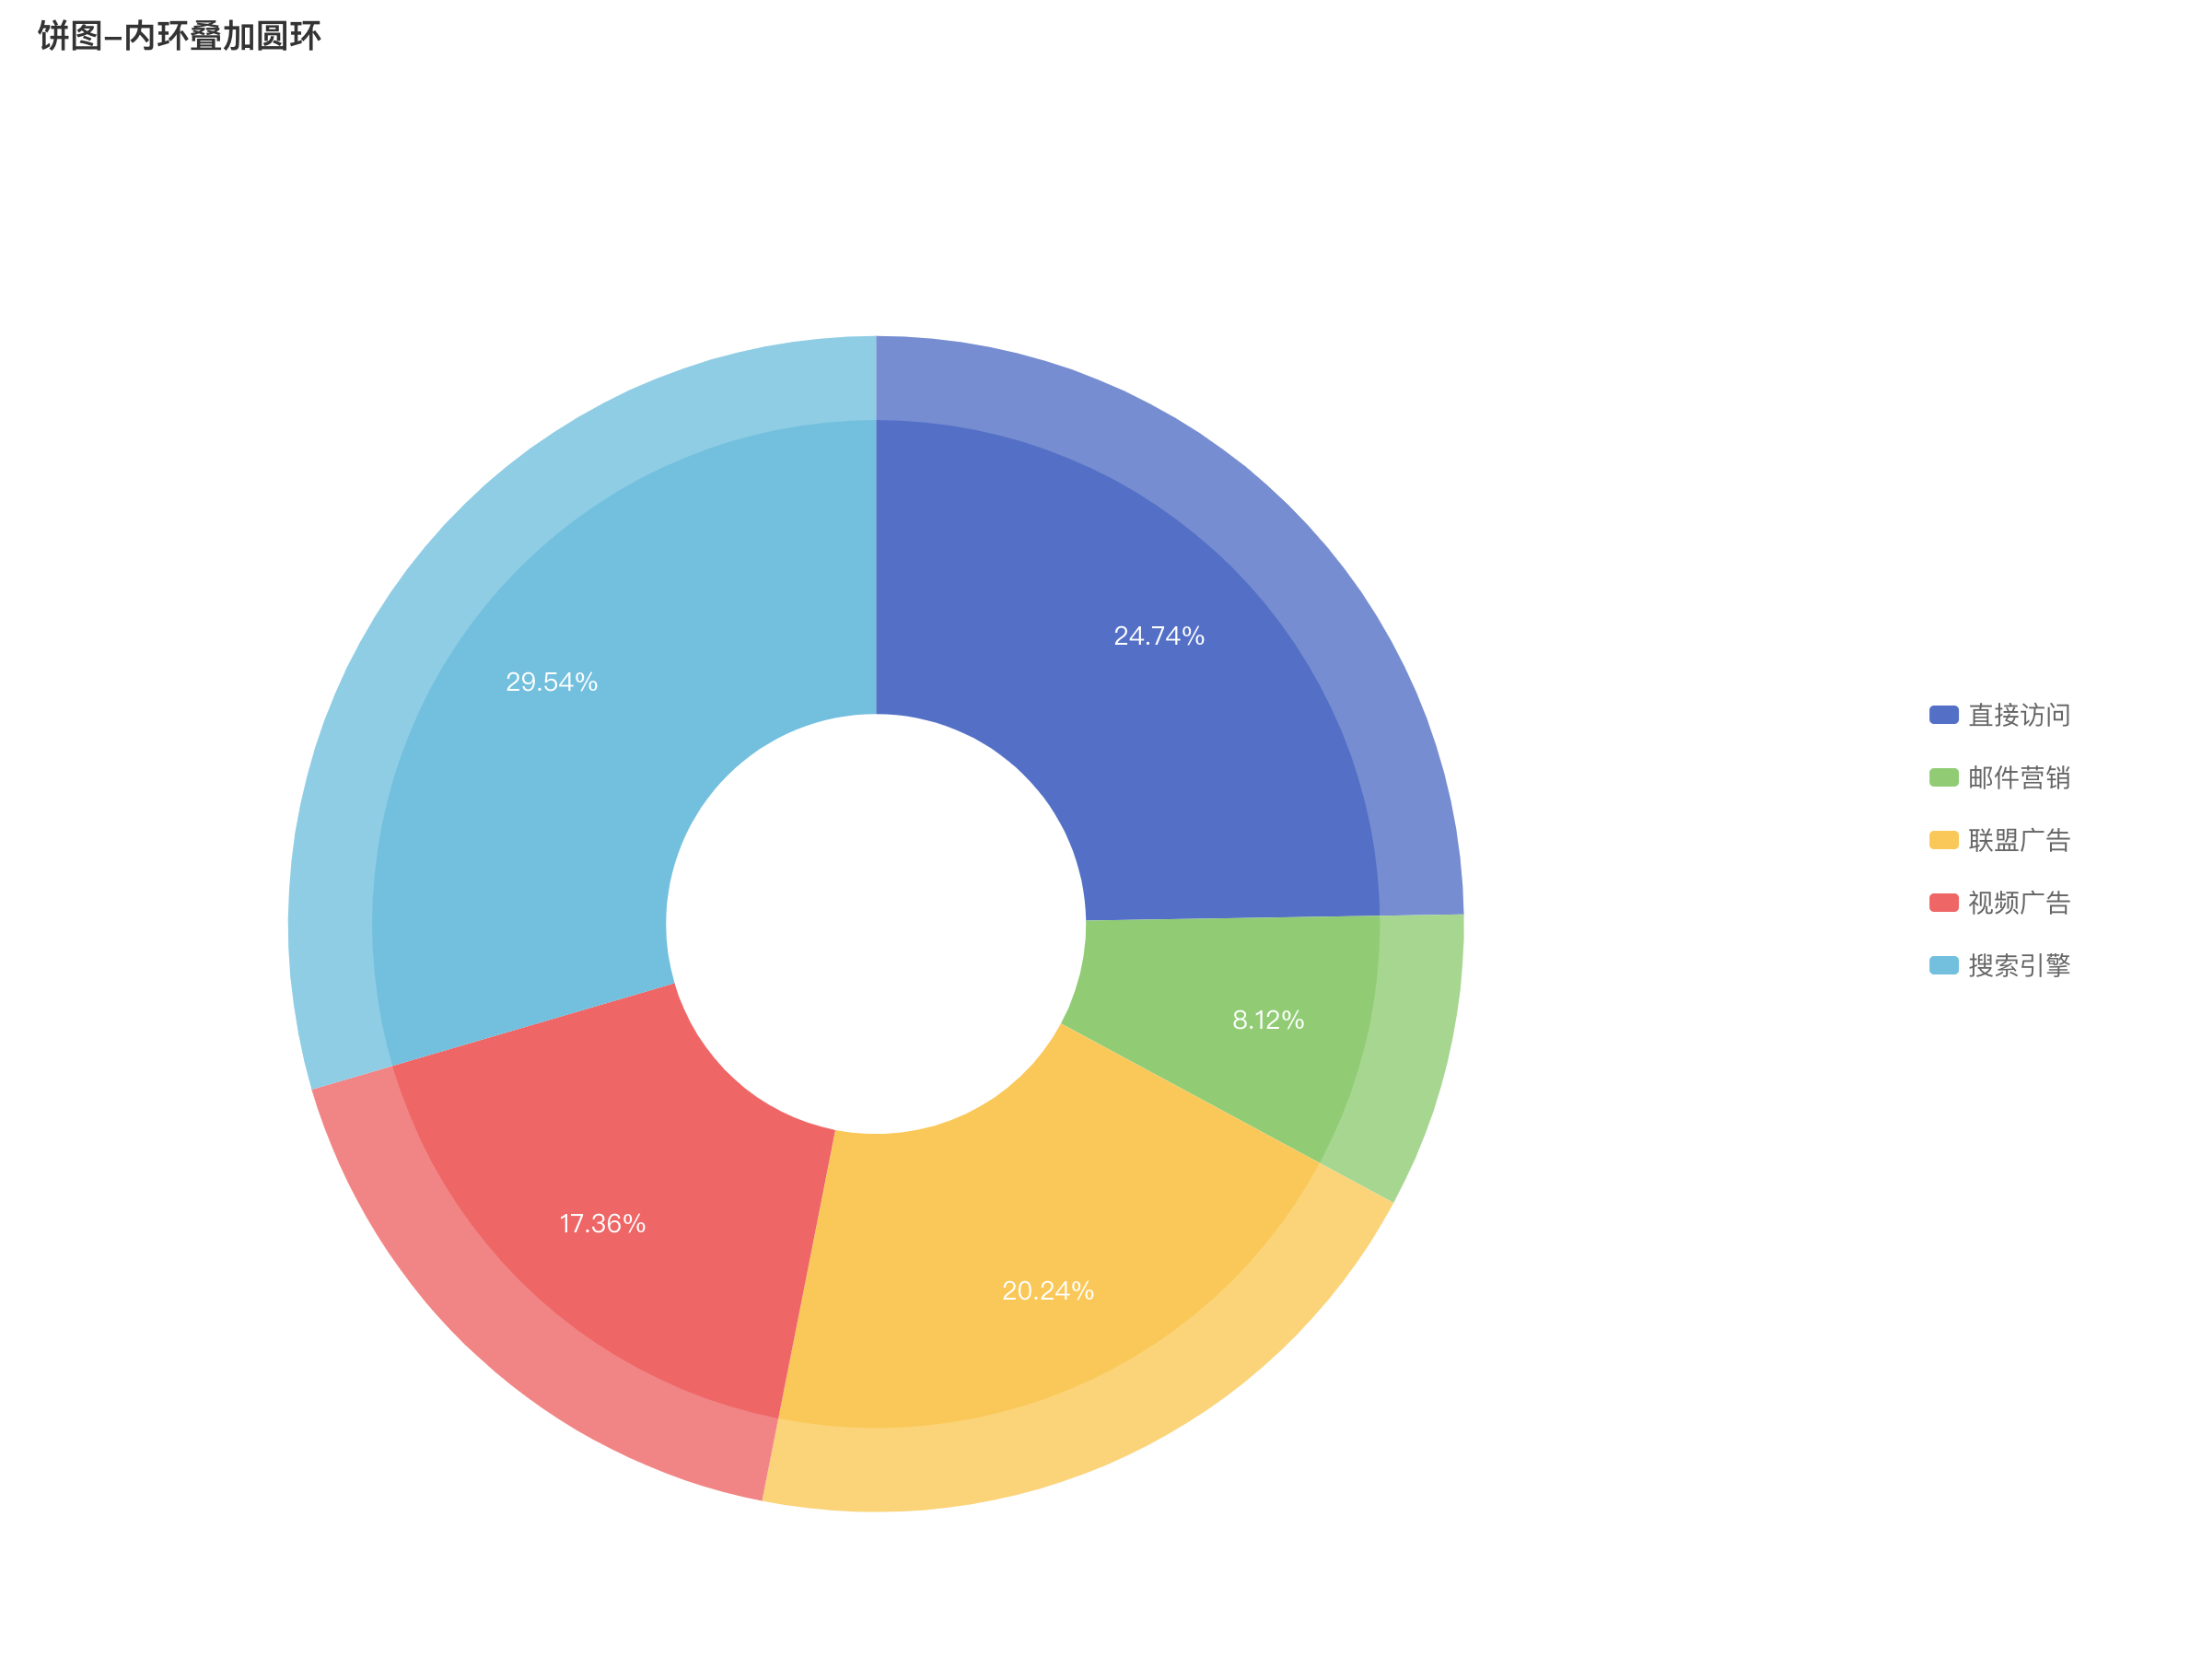 饼图-内环叠加圆环
24.74%
29.54%
8.12%
17.36%
20.24%
直接访问
邮件营销
联盟广告
视频广告
搜索引擎